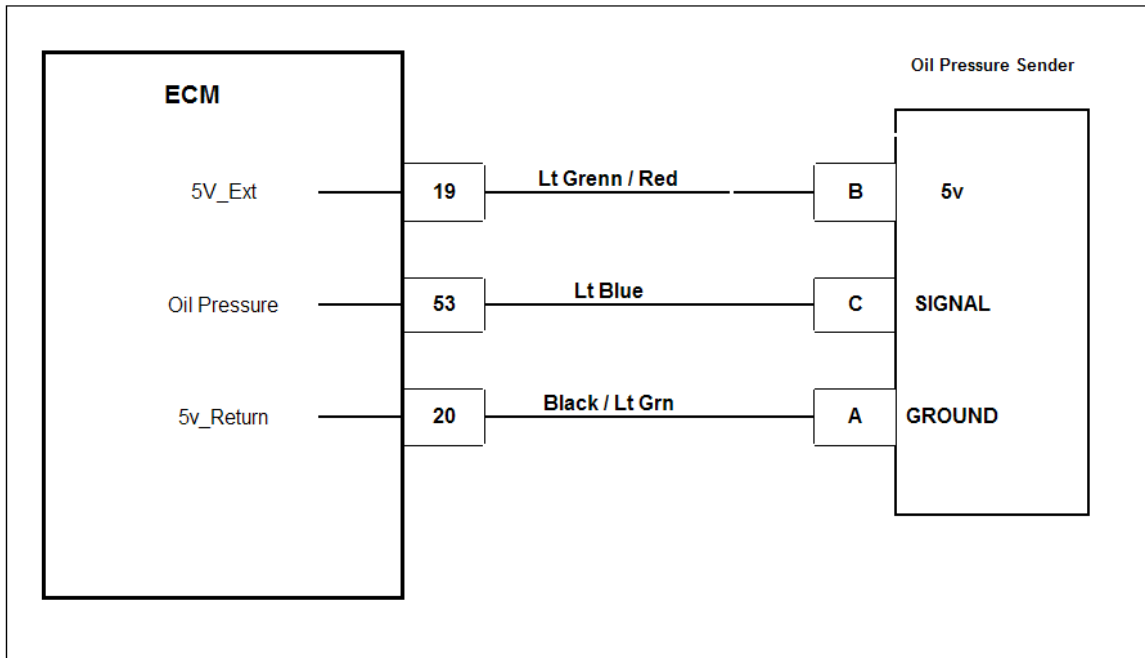 Oil Pressure Sender
ECM
5V_Ext 19 Lt Grenn / Red B 5v
Oil Pressure 53 Lt Blue C SIGNAL
5v_Return 20 Black / Lt Grn A GROUND